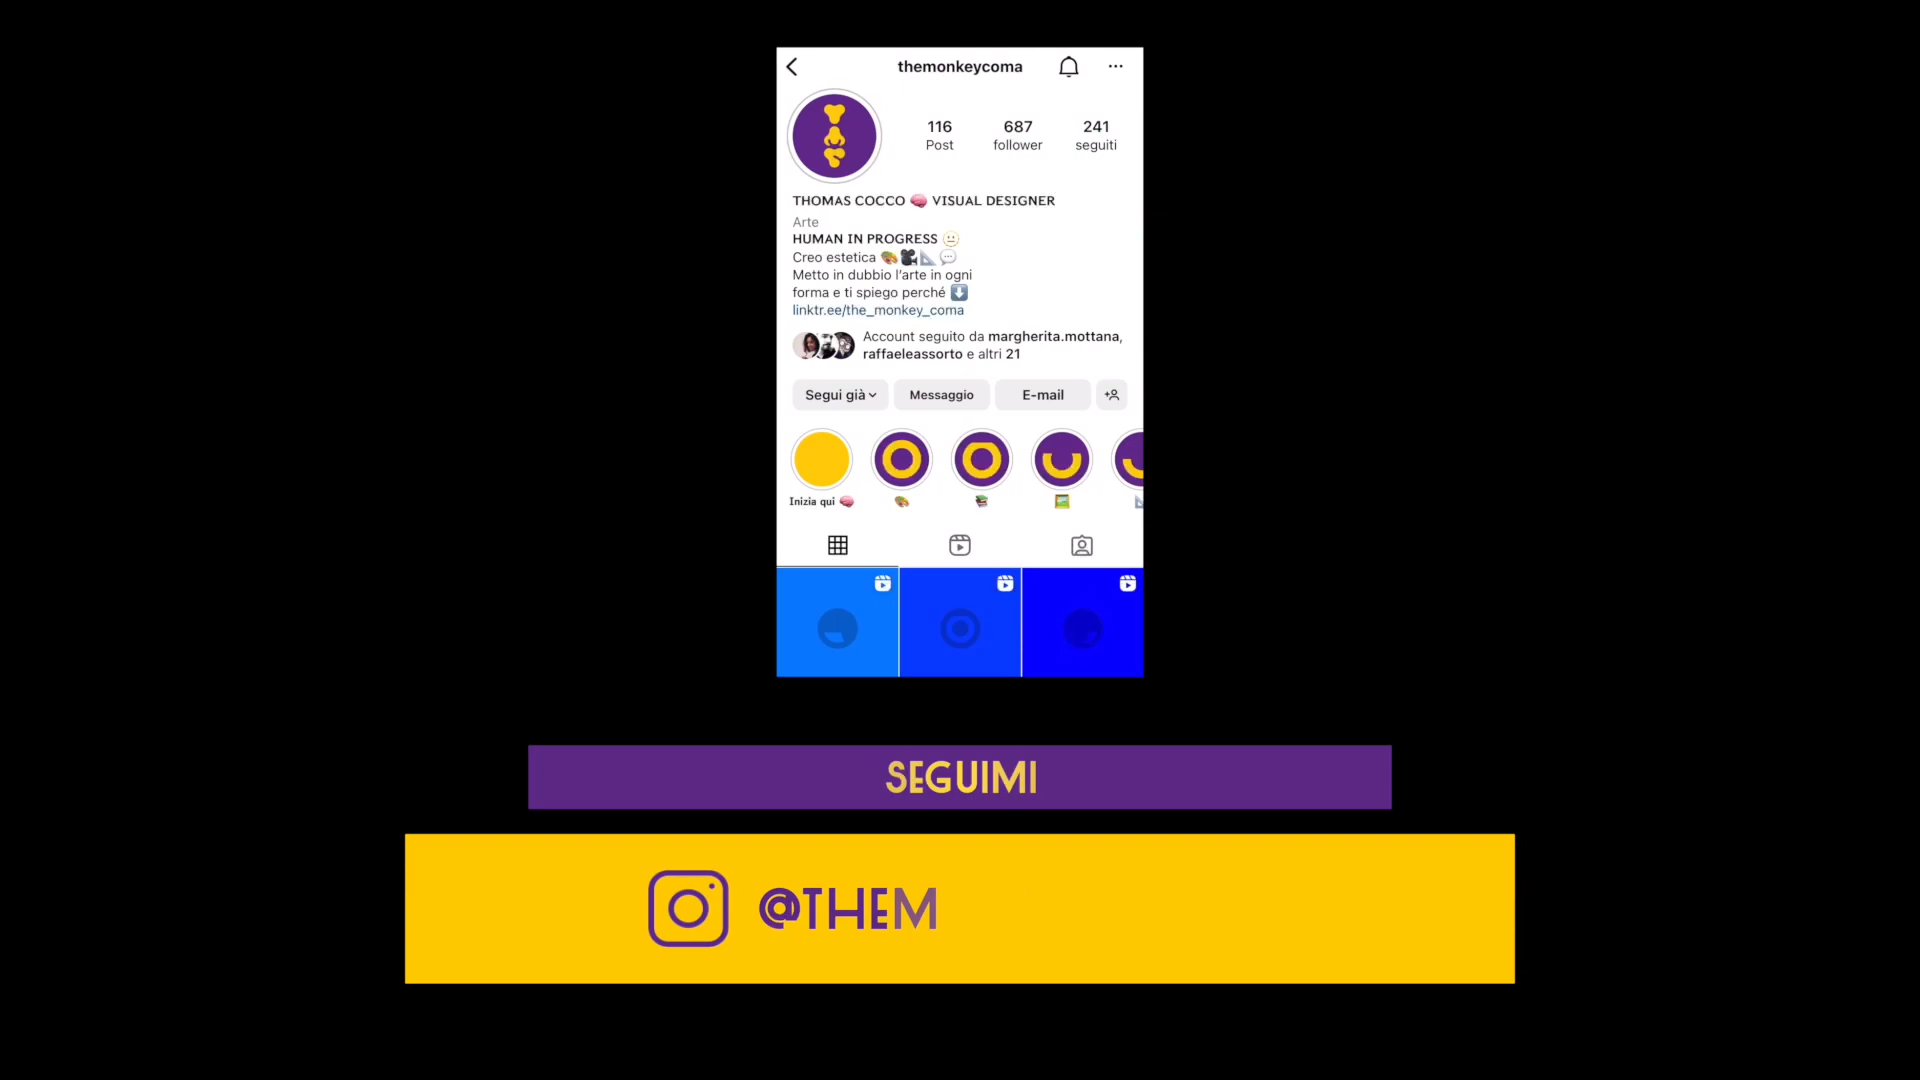 themonkeycoma
116 687 241
Post follower seguiti
THOMAS COCCO 🧠 VISUAL DESIGNER
Arte
HUMAN IN PROGRESS 🫥
Creo estetica 🎨🎥📐💬
Metto in dubbio l'arte in ogni
forma e ti spiego perché ⬇️
linktr.ee/the_monkey_coma
Account seguito da margherita.mottana,
raffaeleassorto e altri 21
Segui già Messaggio E-mail
Inizia qui 🧠
SEGUIMI
@THEM